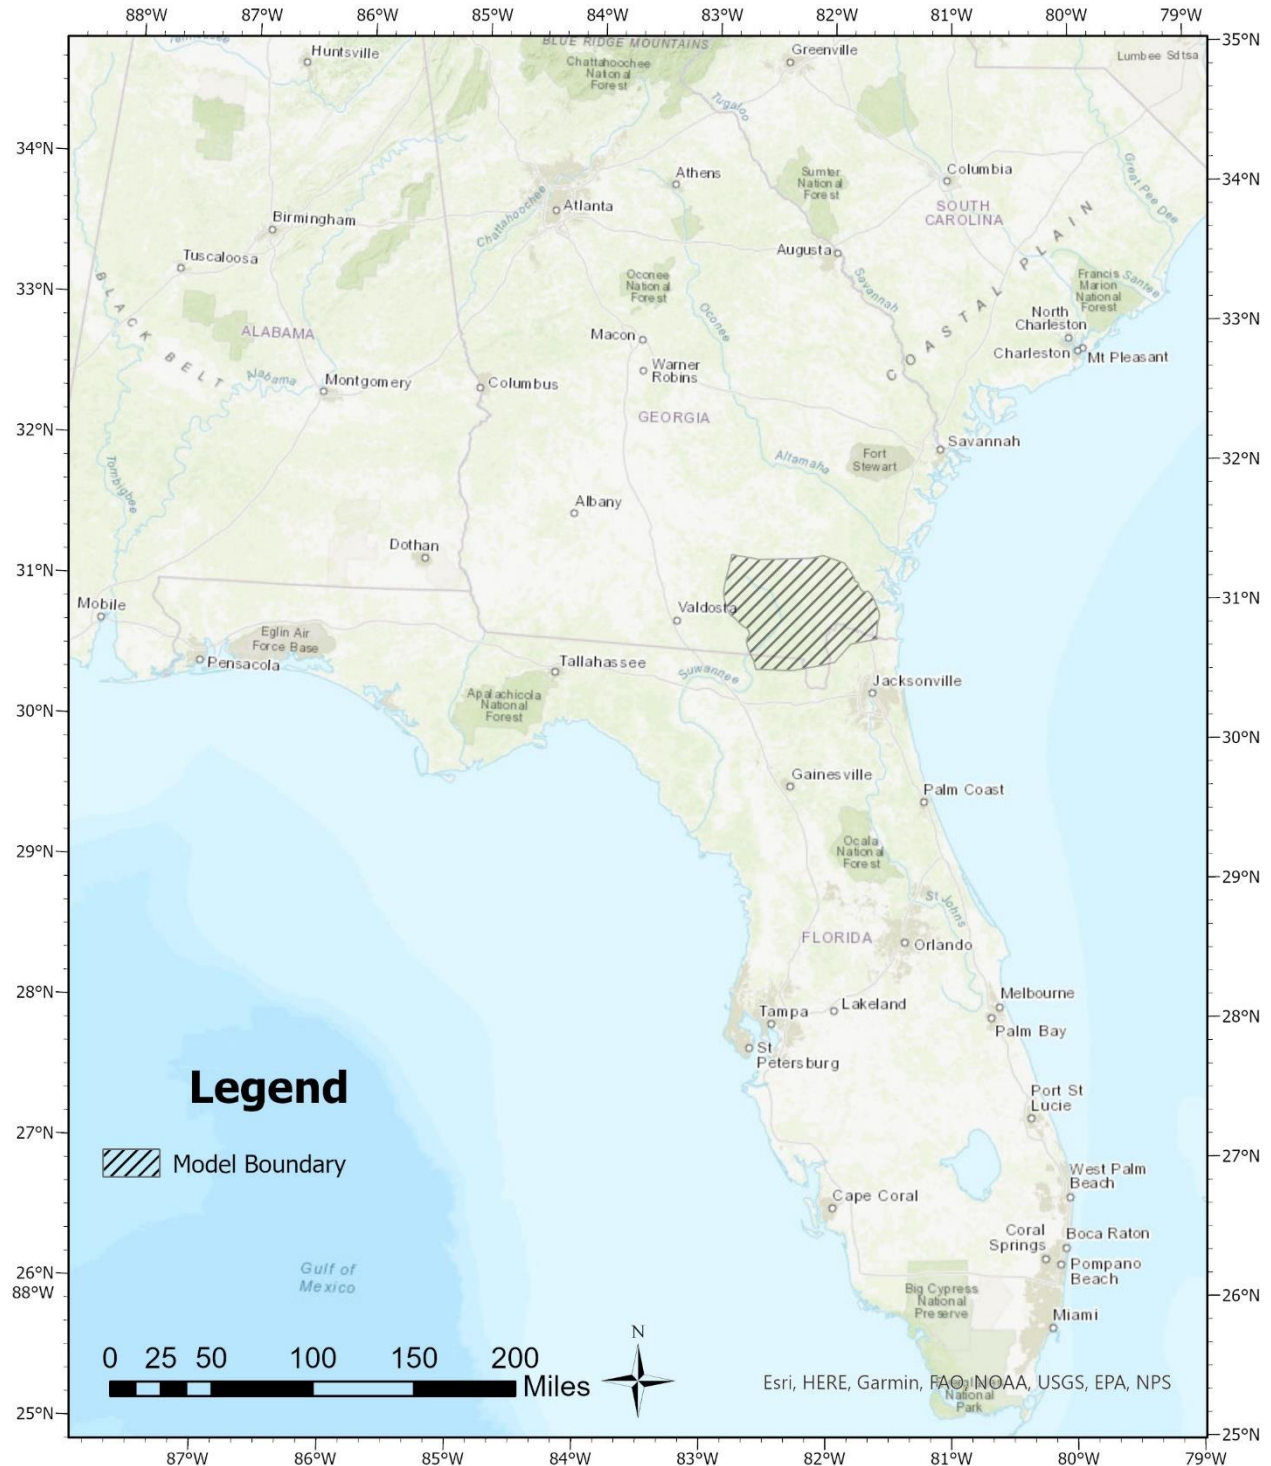 88°W 87°W 86°W 85°W 84°W 83°W 82°W 81°W 80°W 79°W
35°N
34°N
33°N
32°N
31°N
30°N
29°N
28°N
27°N
26°N
88°W
25°N
35°N
34°N
33°N
32°N
31°N
30°N
29°N
28°N
27°N
26°N
25°N
BLUE RIDGE MOUNTAINS
Huntsville
Chattahoochee
National
Forest
Greenville
Lumbee Sdtsa
Tugaloo
Athens
Sumter
National
Forest
Columbia
Great Pee Dee
Chattahoochee
Atlanta
SOUTH
CAROLINA
Birmingham
Tuscaloosa
Augusta
COASTAL PLAIN
Oconee
National
Forest
Savannah
Francis
Marion
National
Forest
Santee
BLACK BELT
ALABAMA
Oconee
North
Charleston
Macon
Charleston
Mt Pleasant
Warner
Robins
Alabama
Montgomery
Columbus
GEORGIA
Savannah
Fort
Stewart
Altamaha
Tombigbee
Albany
Dothan
Mobile
Valdosta
Eglin Air
Force Base
Pensacola
Tallahassee
Suwannee
Jacksonville
Apalachicola
National
Forest
Gainesville
Palm Coast
Ocala
National
Forest
St Johns
FLORIDA
Orlando
Melbourne
Tampa
Lakeland
Palm Bay
St
Petersburg
Legend
Model Boundary
Port St
Lucie
West Palm
Beach
Cape Coral
Coral
Springs
Boca Raton
Pompano
Beach
Gulf of
Mexico
Big Cypress
National
Preserve
Miami
N
0 25 50 100 150 200
Miles
Esri, HERE, Garmin, FAO, NOAA, USGS, EPA, NPS
National
Park
87°W 86°W 85°W 84°W 83°W 82°W 81°W 80°W 79°W